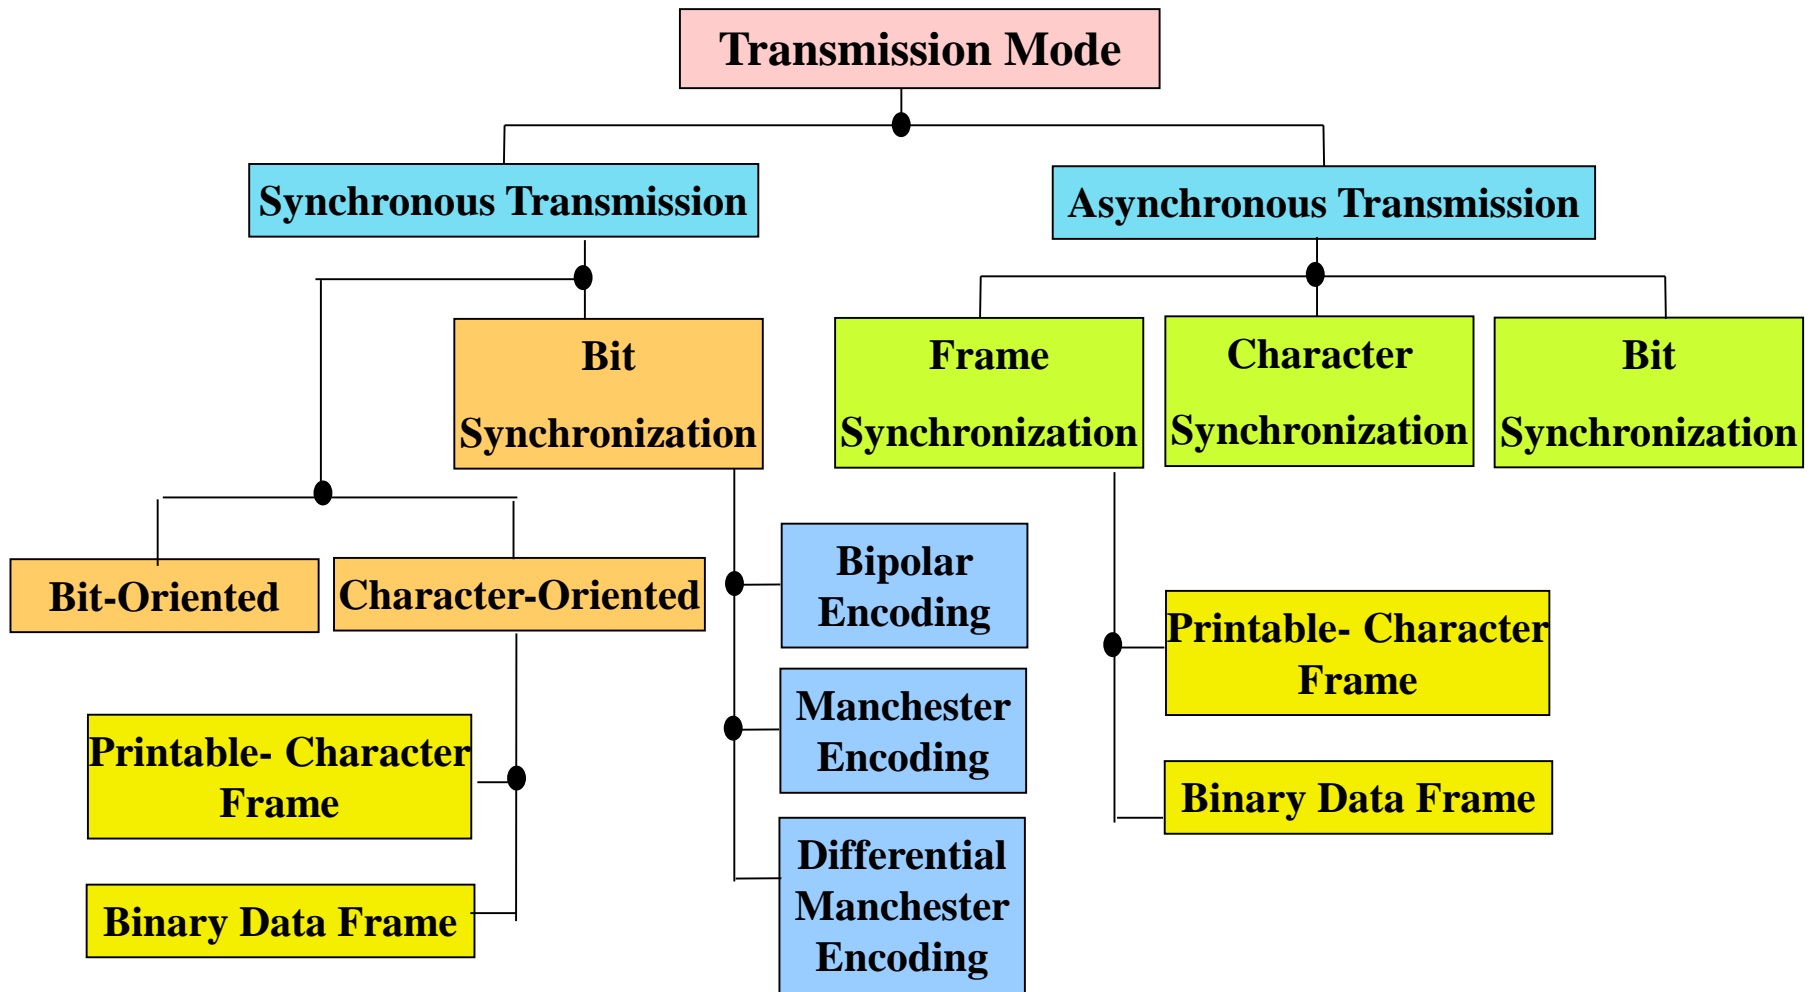 Transmission Mode
Synchronous Transmission
Asynchronous Transmission
Bit
Synchronization
Frame
Synchronization
Character
Synchronization
Bit
Synchronization
Bit-Oriented
Character-Oriented
Bipolar
Encoding
Manchester
Encoding
Differential
Manchester
Encoding
Printable- Character
Frame
Binary Data Frame
Printable- Character
Frame
Binary Data Frame